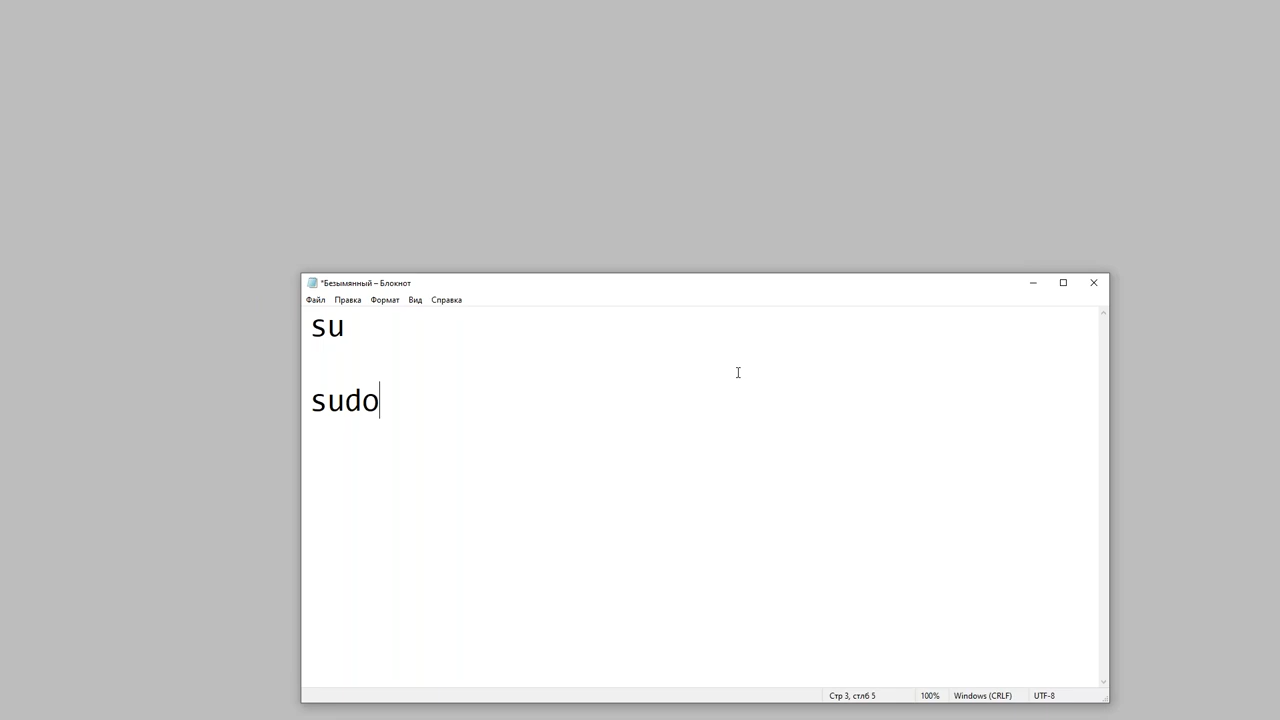 *Безымянный – Блокнот
Файл Правка Формат Вид Справка
su
sudo
Стр 3, стлб 5 100% Windows (CRLF) UTF-8